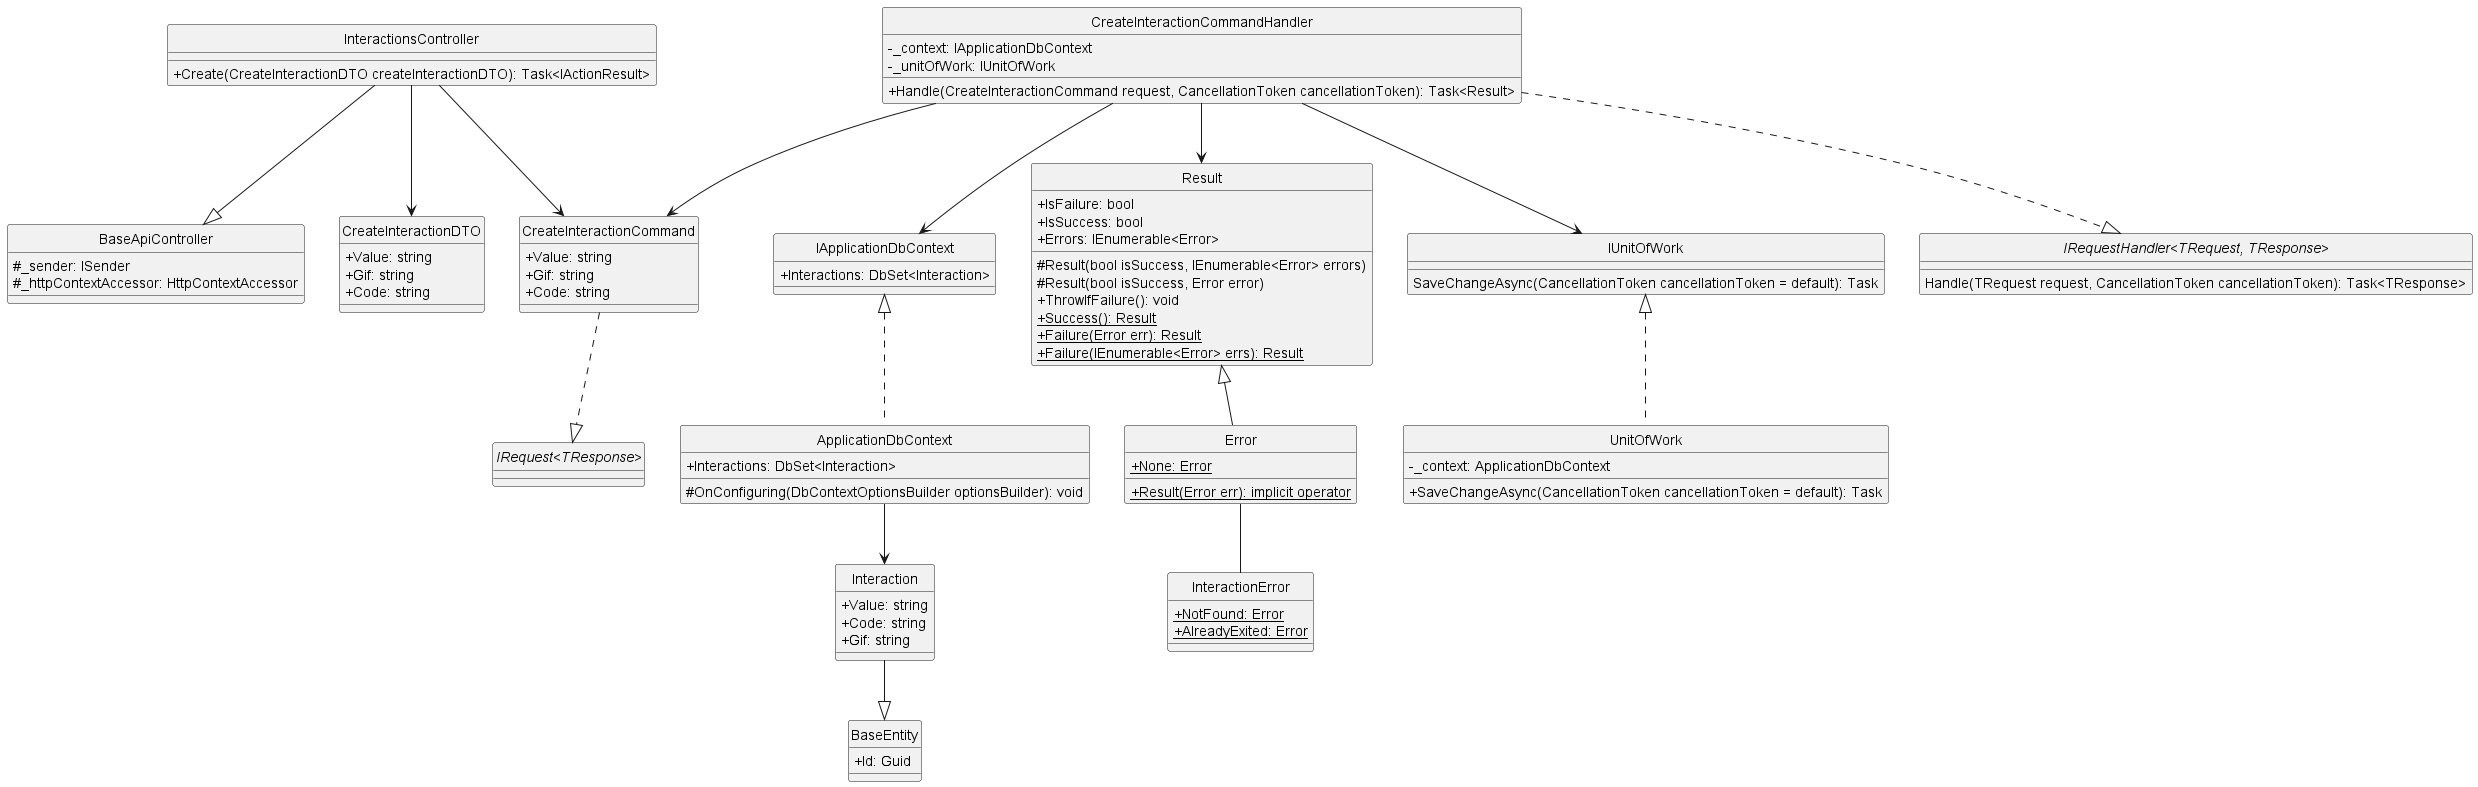 CreateInteractionCommandHandler
-_context: IApplicationDbContext
-_unitOfWork: IUnitOfWork
+Handle(CreateInteractionCommand request, CancellationToken cancellationToken): Task<Result>
InteractionsController
+Create(CreateInteractionDTO createInteractionDTO): Task<IActionResult>
BaseApiController
#_sender: ISender
#_httpContextAccessor: HttpContextAccessor
CreateInteractionDTO
+Value: string
+Gif: string
+Code: string
CreateInteractionCommand
+Value: string
+Gif: string
+Code: string
IApplicationDbContext
+Interactions: DbSet<Interaction>
Result
+IsFailure: bool
+IsSuccess: bool
+Errors: IEnumerable<Error>
#Result(bool isSuccess, IEnumerable<Error> errors)
#Result(bool isSuccess, Error error)
+ThrowIfFailure(): void
+Success(): Result
+Failure(Error err): Result
+Failure(IEnumerable<Error> errs): Result
IUnitOfWork
SaveChangeAsync(CancellationToken cancellationToken = default): Task
IRequestHandler<TRequest, TResponse>
Handle(TRequest request, CancellationToken cancellationToken): Task<TResponse>
IRequest<TResponse>
ApplicationDbContext
+Interactions: DbSet<Interaction>
#OnConfiguring(DbContextOptionsBuilder optionsBuilder): void
Error
+None: Error
+Result(Error err): implicit operator
UnitOfWork
-_context: ApplicationDbContext
+SaveChangeAsync(CancellationToken cancellationToken = default): Task
Interaction
+Value: string
+Code: string
+Gif: string
InteractionError
+NotFound: Error
+AlreadyExited: Error
BaseEntity
+Id: Guid